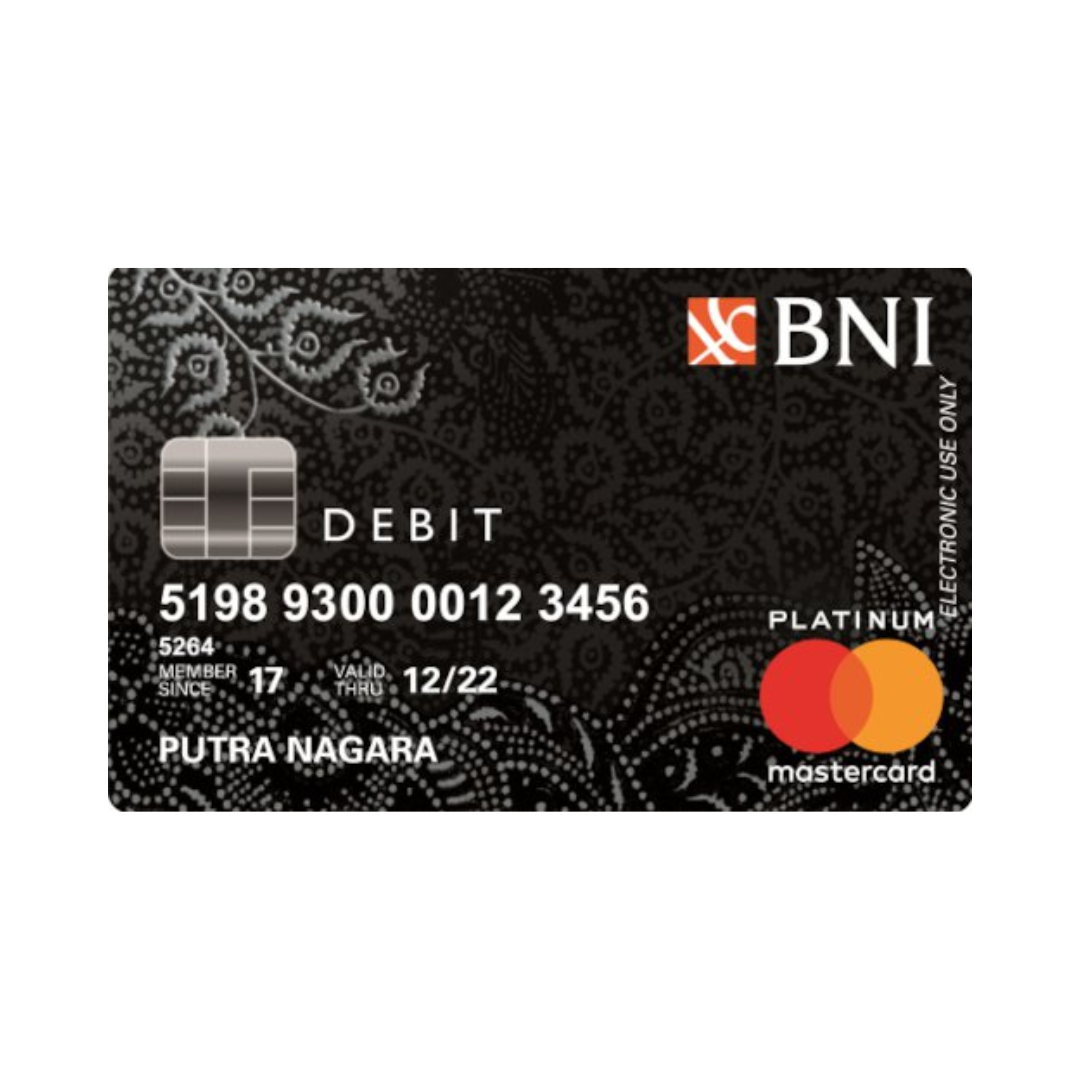 BNI
ELECTRONIC USE ONLY
DEBIT
5198 9300 0012 3456
5264
MEMBER SINCE 17 VALID THRU 12/22
PUTRA NAGARA
PLATINUM
mastercard